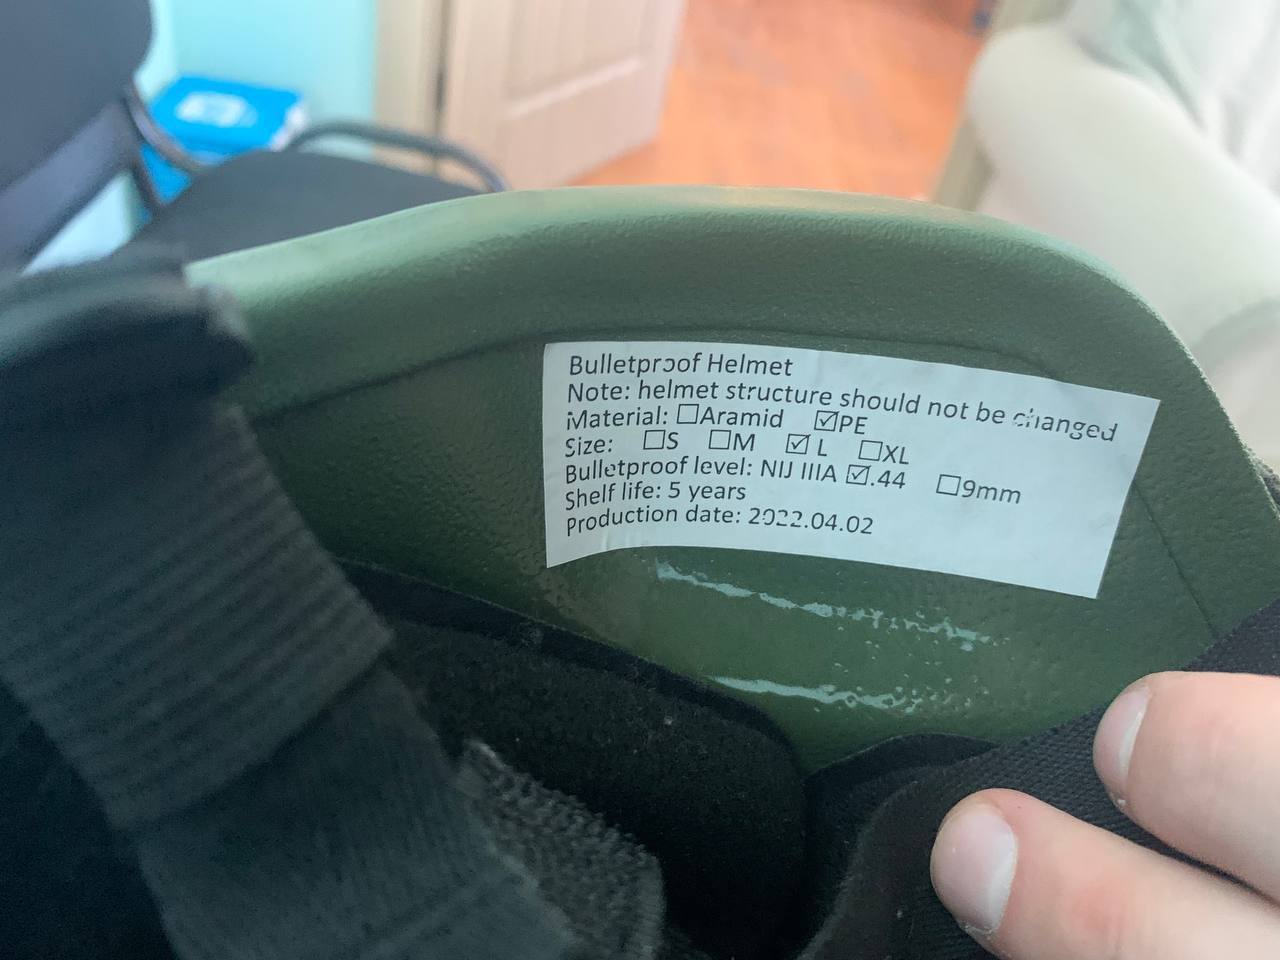 Bulletproof Helmet
Note: helmet structure should not be changed
Material: ☐Aramid ☑PE
Size: ☐S ☐M ☑L ☐XL
Bulletproof level: NIJ IIIA ☑.44 ☐9mm
Shelf life: 5 years
Production date: 2022.04.02